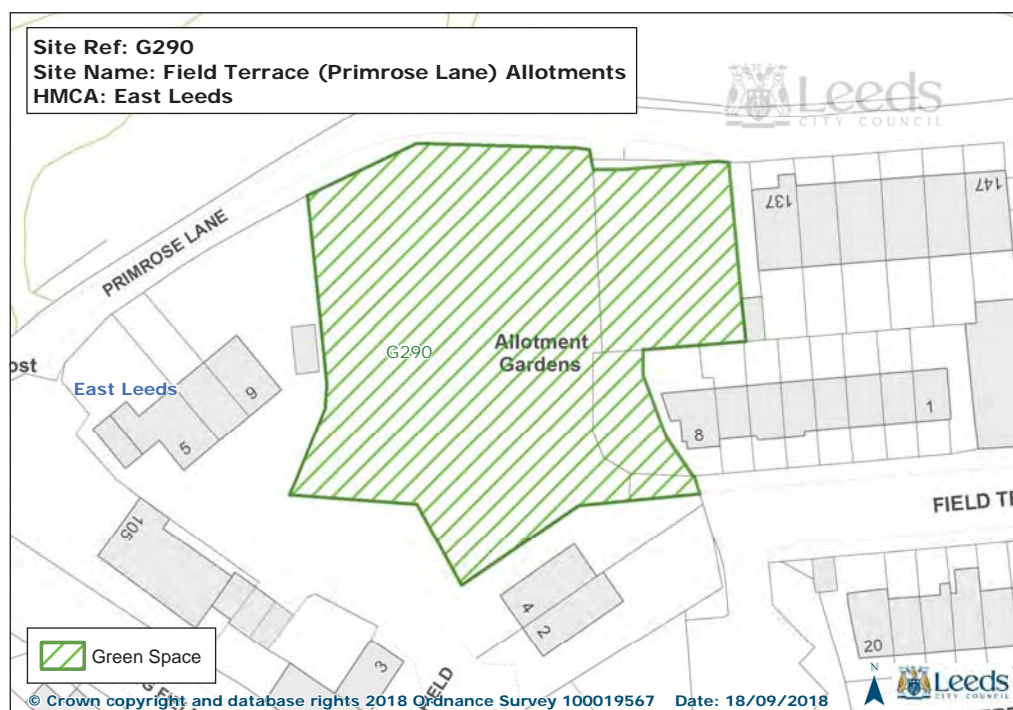 Site Ref: G290
Site Name: Field Terrace (Primrose Lane) Allotments
HMCA: East Leeds
Leeds
CITY COUNCIL
147
137
PRIMROSE LANE
Allotment
Gardens
G290
ost
East Leeds
9
5
1
8
FIELD TE
105
4
2
20
3
FIELD
Green Space
N
Leeds
CITY COUNCIL
© Crown copyright and database rights 2018 Ordnance Survey 100019567 Date: 18/09/2018